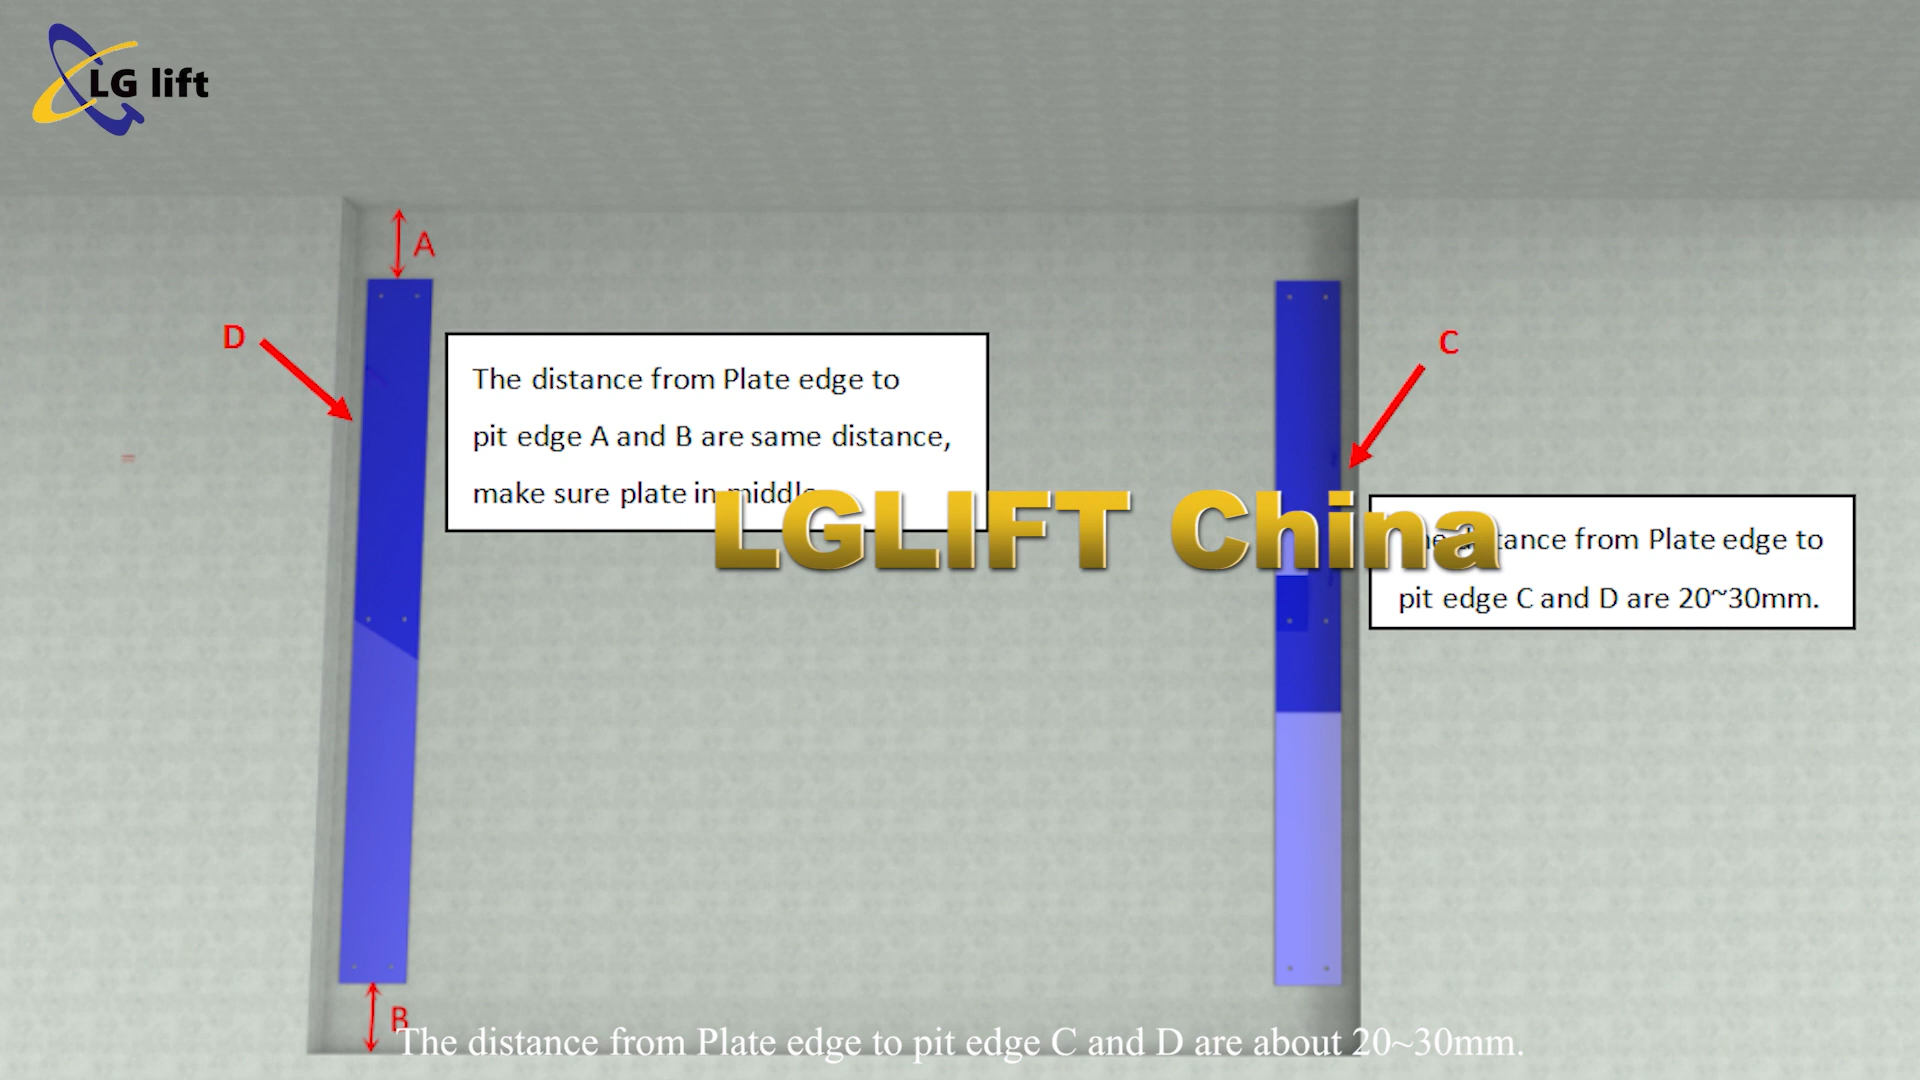 LG lift
A
D
The distance from Plate edge to
pit edge A and B are same distance,
make sure plate in middle
C
LGLIFT China
distance from Plate edge to
pit edge C and D are 20~30mm.
B
The distance from Plate edge to pit edge C and D are about 20~30mm.